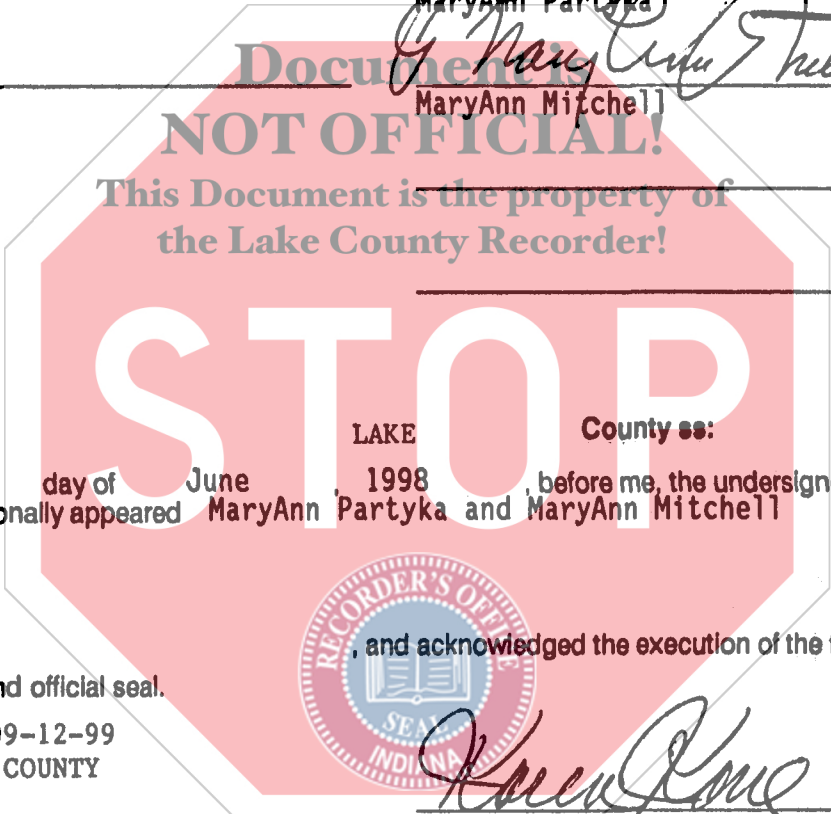 MaryAnn Partyka
Document is
MaryAnn Mitchell
NOT OFFICIAL!
This Document is the property of
the Lake County Recorder!
STOP
LAKE County ss:
day of June , 1998 , before me, the undersign
onally appeared MaryAnn Partyka and MaryAnn Mitchell
RECORDER'S OFFICE
SEAL
INDIANA
, and acknowledged the execution of the
nd official seal.
9-12-99
COUNTY